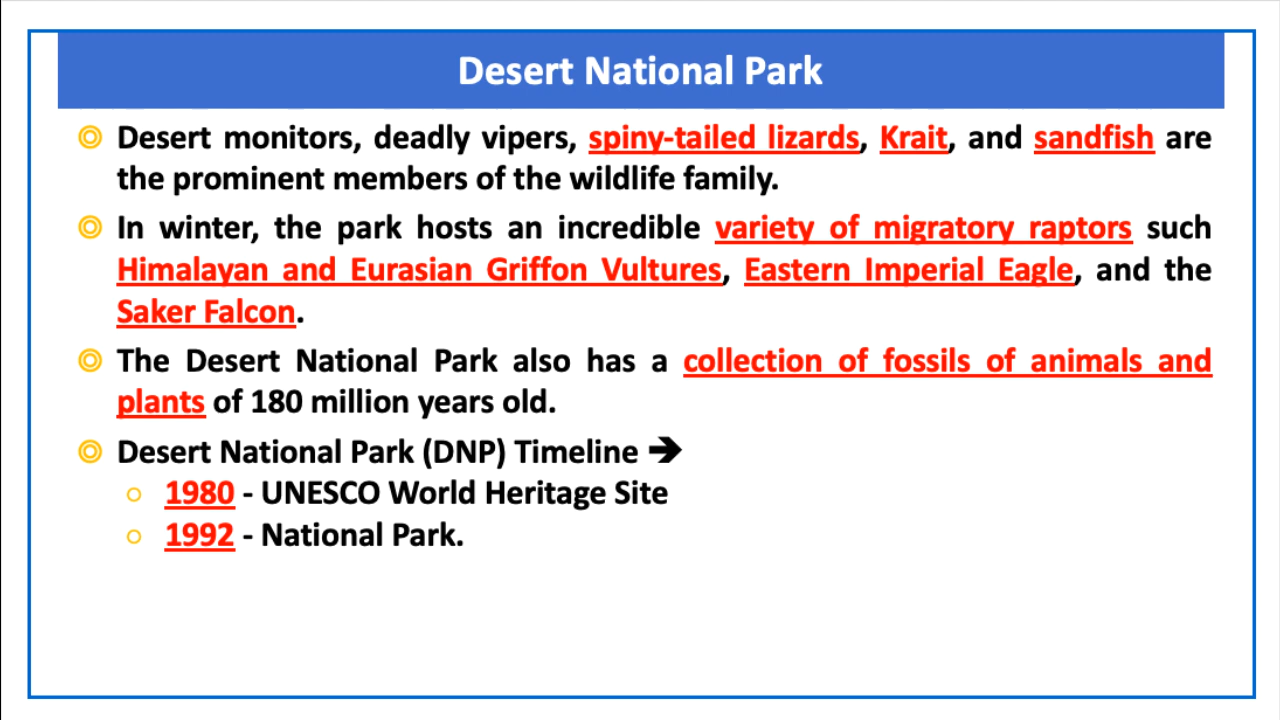 Desert National Park
Desert monitors, deadly vipers, spiny-tailed lizards, Krait, and sandfish are
the prominent members of the wildlife family.
In winter, the park hosts an incredible variety of migratory raptors such
Himalayan and Eurasian Griffon Vultures, Eastern Imperial Eagle, and the
Saker Falcon.
The Desert National Park also has a collection of fossils of animals and
plants of 180 million years old.
Desert National Park (DNP) Timeline ➔
1980 - UNESCO World Heritage Site
1992 - National Park.